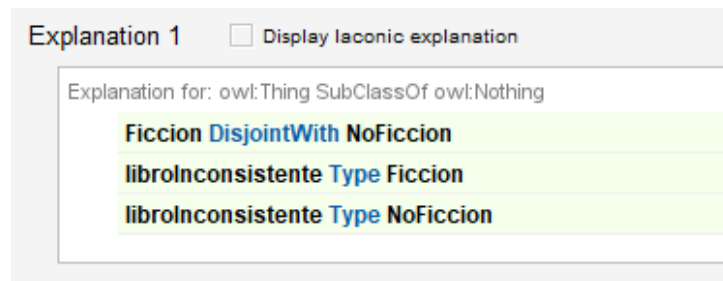 Explanation 1 Display laconic explanation
Explanation for: owl:Thing SubClassOf owl:Nothing
Ficcion DisjointWith NoFiccion
libroInconsistente Type Ficcion
libroInconsistente Type NoFiccion